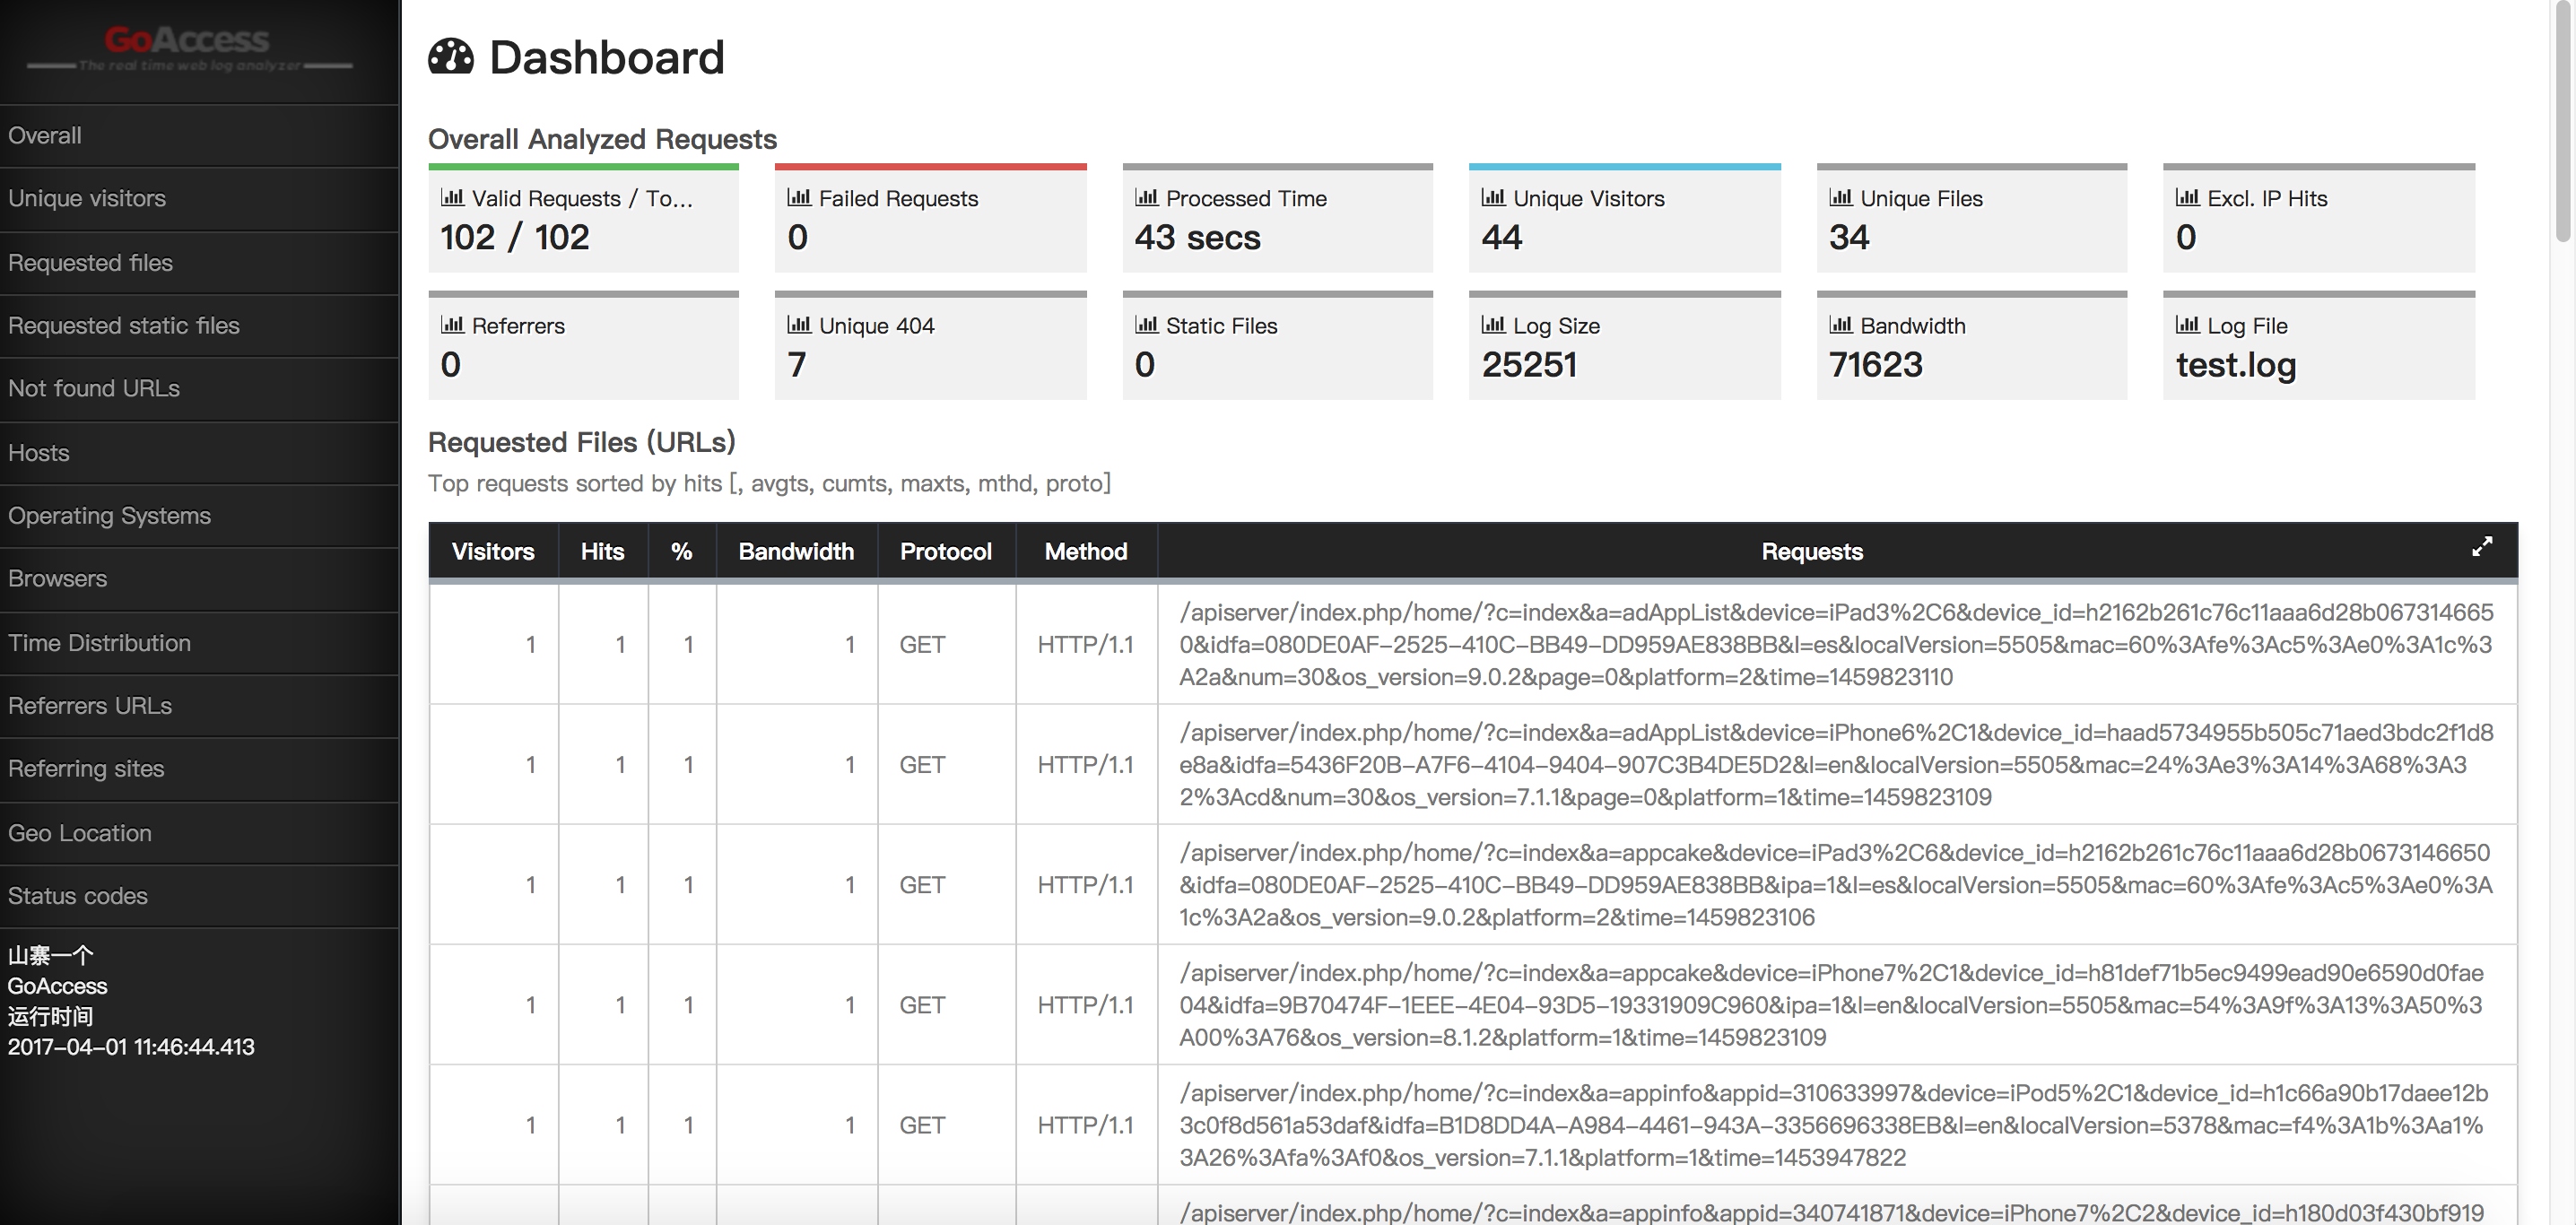 GoAccess
The real time web log analyzer
Overall
Unique visitors
Requested files
Requested static files
Not found URLs
Hosts
Operating Systems
Browsers
Time Distribution
Referrers URLs
Referring sites
Geo Location
Status codes
山寨一个
GoAccess
运行时间
2017-04-01 11:46:44.413
Dashboard
Overall Analyzed Requests
Valid Requests / To...
102 / 102
Failed Requests
0
Processed Time
43 secs
Unique Visitors
44
Unique Files
34
Excl. IP Hits
0
Referrers
0
Unique 404
7
Static Files
0
Log Size
25251
Bandwidth
71623
Log File
test.log
Requested Files (URLs)
Top requests sorted by hits [, avgts, cumts, maxts, mthd, proto]
Visitors Hits % Bandwidth Protocol Method Requests
1 1 1 1 GET HTTP/1.1
/apiserver/index.php/home/?c=index&a=adAppList&device=iPad3%2C6&device_id=h2162b261c76c11aaa6d28b067314665
0&idfa=080DE0AF-2525-410C-BB49-DD959AE838BB&l=es&localVersion=5505&mac=60%3Afe%3Ac5%3Ae0%3A1c%3
A2a&num=30&os_version=9.0.2&page=0&platform=2&time=1459823110
1 1 1 1 GET HTTP/1.1
/apiserver/index.php/home/?c=index&a=adAppList&device=iPhone6%2C1&device_id=haad5734955b505c71aed3bdc2f1d8
e8a&idfa=5436F20B-A7F6-4104-9404-907C3B4DE5D2&l=en&localVersion=5505&mac=24%3Ae3%3A14%3A68%3A3
2%3Acd&num=30&os_version=7.1.1&page=0&platform=1&time=1459823109
1 1 1 1 GET HTTP/1.1
/apiserver/index.php/home/?c=index&a=appcake&device=iPad3%2C6&device_id=h2162b261c76c11aaa6d28b0673146650
&idfa=080DE0AF-2525-410C-BB49-DD959AE838BB&ipa=1&l=es&localVersion=5505&mac=60%3Afe%3Ac5%3Ae0%3A
1c%3A2a&os_version=9.0.2&platform=2&time=1459823106
1 1 1 1 GET HTTP/1.1
/apiserver/index.php/home/?c=index&a=appcake&device=iPhone7%2C1&device_id=h81def71b5ec9499ead90e6590d0fae
04&idfa=9B70474F-1EEE-4E04-93D5-19331909C960&ipa=1&l=en&localVersion=5505&mac=54%3A9f%3A13%3A50%3
A00%3A76&os_version=8.1.2&platform=1&time=1459823109
1 1 1 1 GET HTTP/1.1
/apiserver/index.php/home/?c=index&a=appinfo&appid=310633997&device=iPod5%2C1&device_id=h1c66a90b17daee12b
3c0f8d561a53daf&idfa=B1D8DD4A-A984-4461-943A-3356696338EB&l=en&localVersion=5378&mac=f4%3A1b%3Aa1%
3A26%3Afa%3Af0&os_version=7.1.1&platform=1&time=1453947822
/apiserver/index.php/home/?c=index&a=appinfo&appid=340741871&device=iPhone7%2C2&device_id=h180d03f430bf919